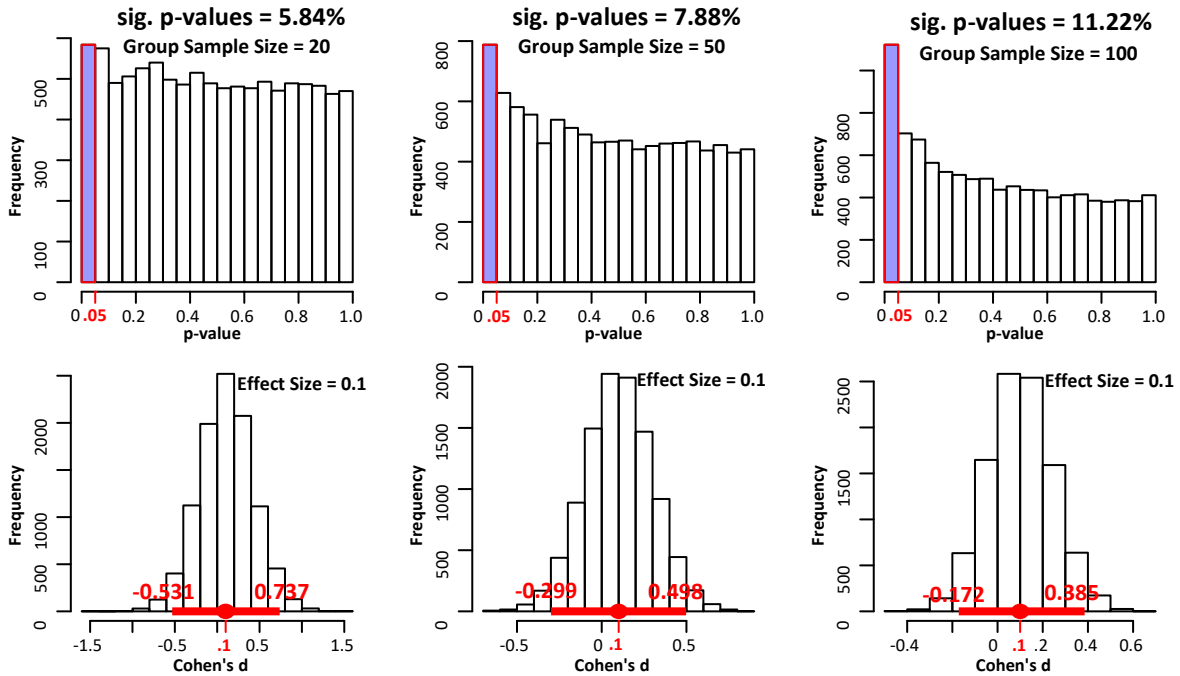 sig. p-values = 5.84%
Group Sample Size = 20
Frequency
0 100 300 500
0 .05 0.2 0.4 0.6 0.8 1.0
p-value
sig. p-values = 7.88%
Group Sample Size = 50
Frequency
0 200 400 600 800
0 .05 0.2 0.4 0.6 0.8 1.0
p-value
sig. p-values = 11.22%
Group Sample Size = 100
Frequency
0 200 400 600 800
0 .05 0.2 0.4 0.6 0.8 1.0
p-value
Effect Size = 0.1
Frequency
0 500 1000 2000
-0.531 0.737
-1.5 -0.5 .1 0.5 1.5
Cohen's d
Effect Size = 0.1
Frequency
0 500 1000 1500 2000
-0.299 0.498
-0.5 0 .1 0.5
Cohen's d
Effect Size = 0.1
Frequency
0 500 1500 2500
-0.172 0.385
-0.4 0 .1 .2 0.6
Cohen's d